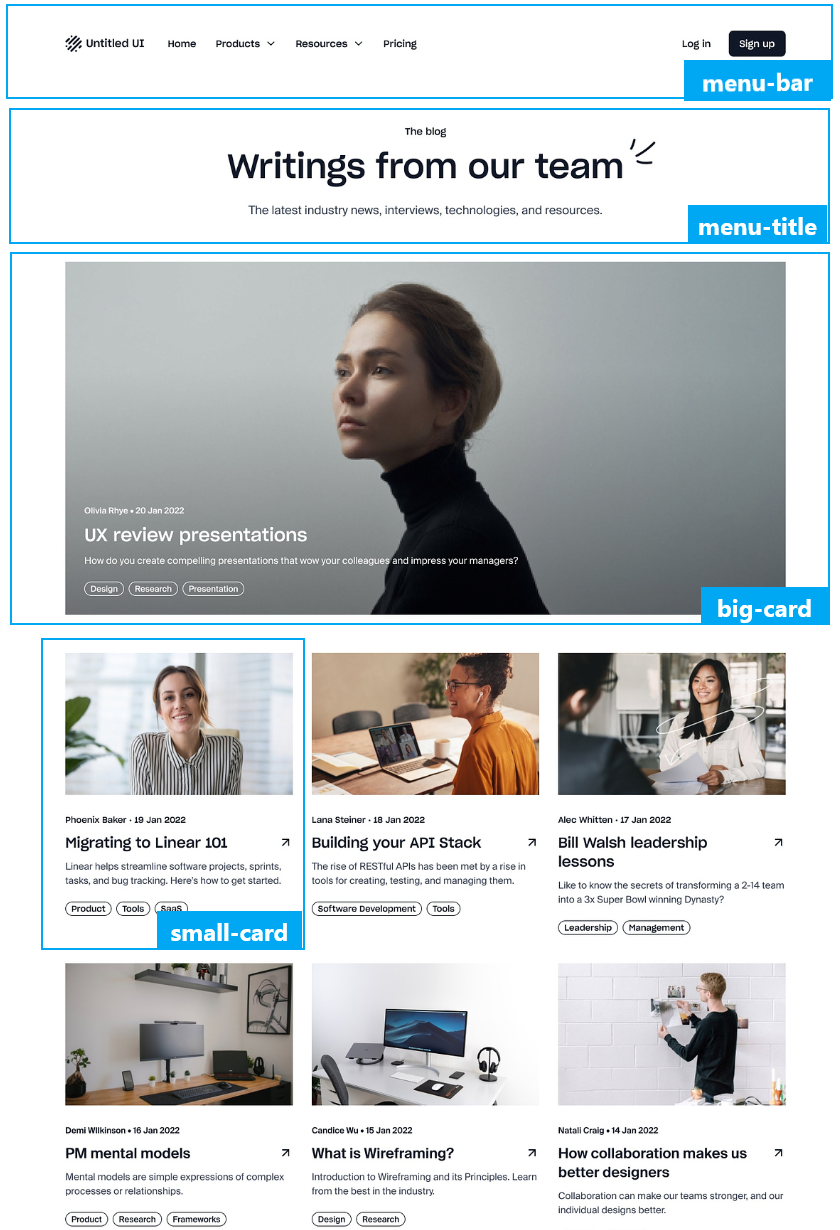 Untitled UI Home Products Resources Pricing Log in Sign up
menu-bar
The blog
Writings from our team
The latest industry news, interviews, technologies, and resources.
menu-title
Olivia Rhye • 20 Jan 2022
UX review presentations
How do you create compelling presentations that wow your colleagues and impress your managers?
Design Research Presentation
big-card
Phoenix Baker • 19 Jan 2022
Migrating to Linear 101
Linear helps streamline software projects, sprints,
tasks, and bug tracking. Here's how to get started.
Product Tools SaaS
small-card
Lana Steiner • 18 Jan 2022
Building your API Stack
The rise of RESTful APIs has been met by a rise in
tools for creating, testing, and managing them.
Software Development Tools
Alec Whitten • 17 Jan 2022
Bill Walsh leadership
lessons
Like to know the secrets of transforming a 2-14 team
into a 3x Super Bowl winning Dynasty?
Leadership Management
Demi Wilkinson • 16 Jan 2022
PM mental models
Mental models are simple expressions of complex
processes or relationships.
Product Research Frameworks
Candice Wu • 15 Jan 2022
What is Wireframing?
Introduction to Wireframing and its Principles. Learn
from the best in the industry.
Design Research
Natali Craig • 14 Jan 2022
How collaboration makes us
better designers
Collaboration can make our teams stronger, and our
individual designs better.